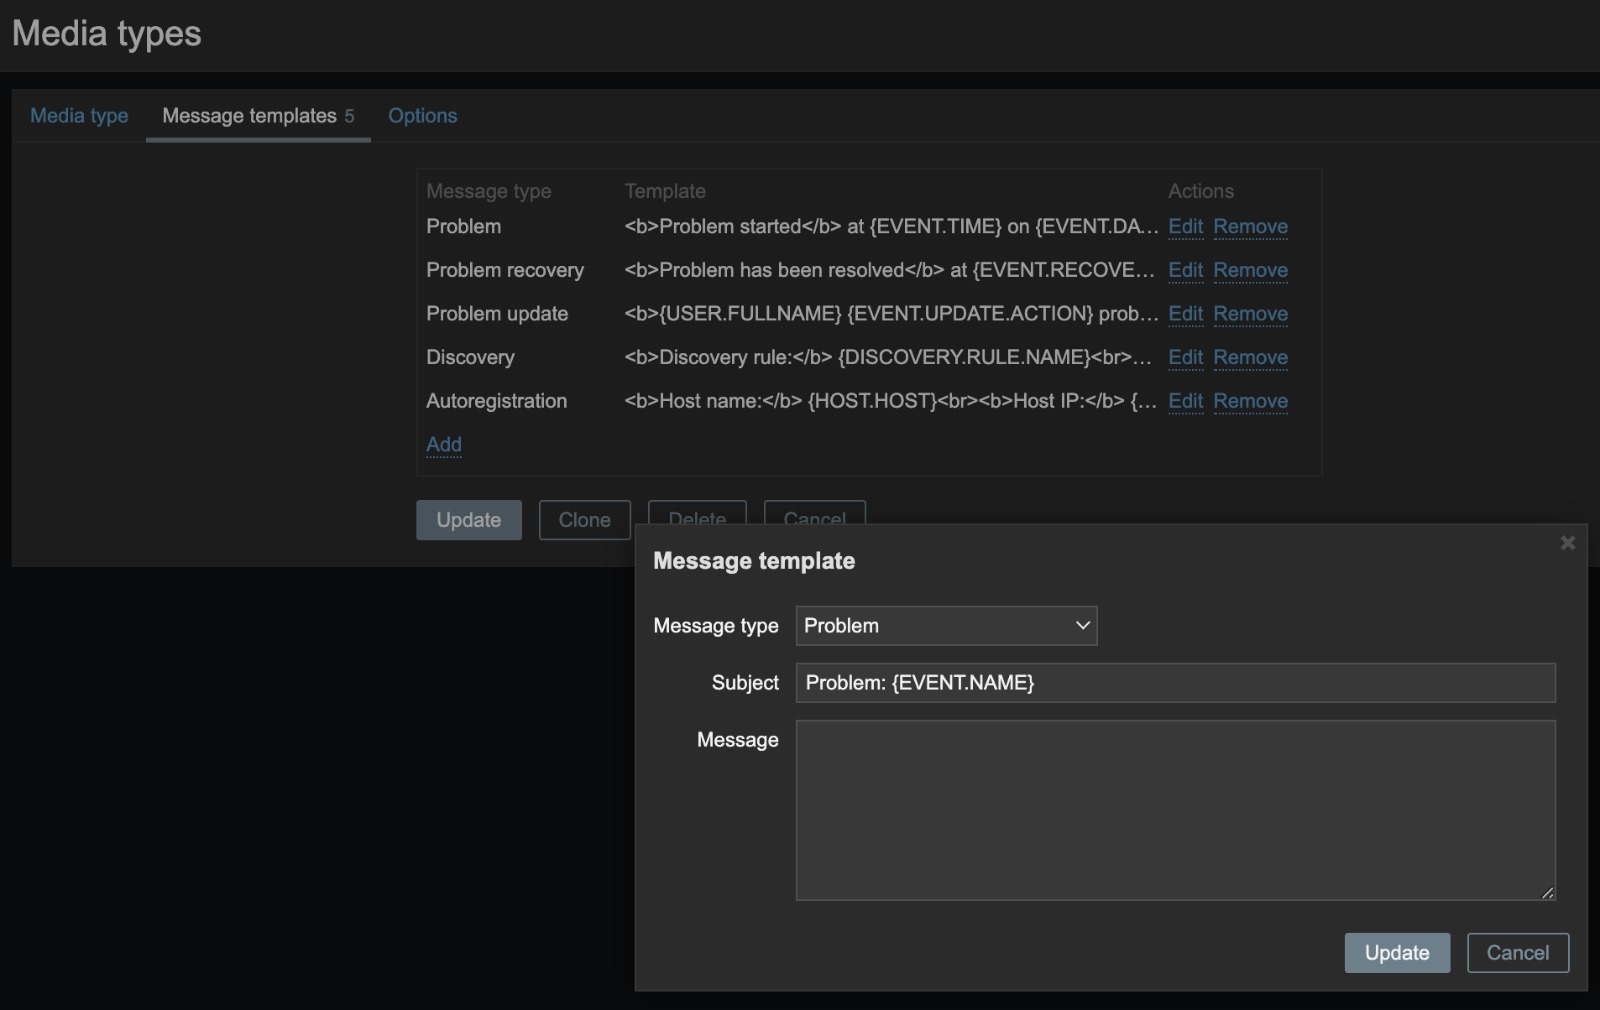 Media types
Media type Message templates 5 Options
Message type Template Actions
Problem <b>Problem started</b> at {EVENT.TIME} on {EVENT.DA... Edit Remove
Problem recovery <b>Problem has been resolved</b> at {EVENT.RECOVE... Edit Remove
Problem update <b>{USER.FULLNAME} {EVENT.UPDATE.ACTION} prob... Edit Remove
Discovery <b>Discovery rule:</b> {DISCOVERY.RULE.NAME}<br>... Edit Remove
Autoregistration <b>Host name:</b> {HOST.HOST}<br><b>Host IP:</b> {... Edit Remove
Add
Update Clone Delete Cancel
Message template
Message type Problem
Subject Problem: {EVENT.NAME}
Message
Update Cancel